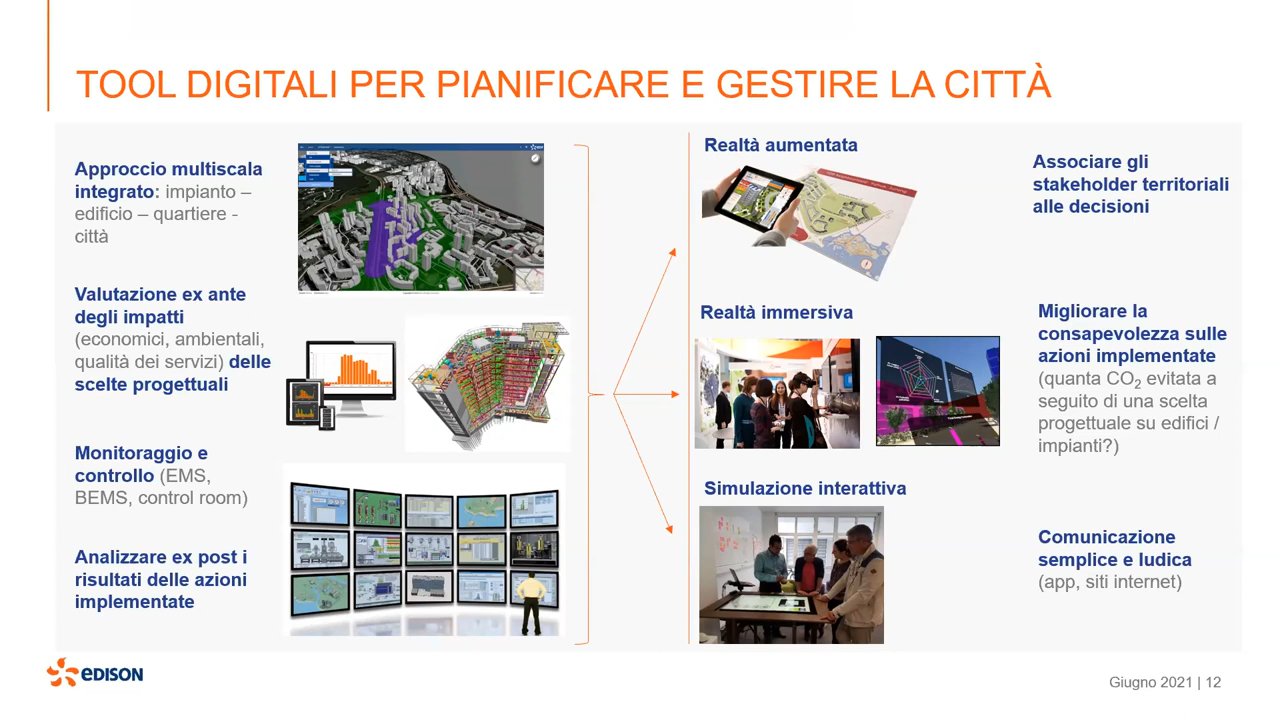 TOOL DIGITALI PER PIANIFICARE E GESTIRE LA CITTÀ
Approccio multiscala
integrato: impianto –
edificio – quartiere -
città
Valutazione ex ante
degli impatti
(economici, ambientali,
qualità dei servizi) delle
scelte progettuali
Monitoraggio e
controllo (EMS,
BEMS, control room)
Analizzare ex post i
risultati delle azioni
implementate
Realtà aumentata
Realtà immersiva
Simulazione interattiva
Associare gli
stakeholder territoriali
alle decisioni
Migliorare la
consapevolezza sulle
azioni implementate
(quanta CO₂ evitata a
seguito di una scelta
progettuale su edifici /
impianti?)
Comunicazione
semplice e ludica
(app, siti internet)
EDISON
Giugno 2021 | 12